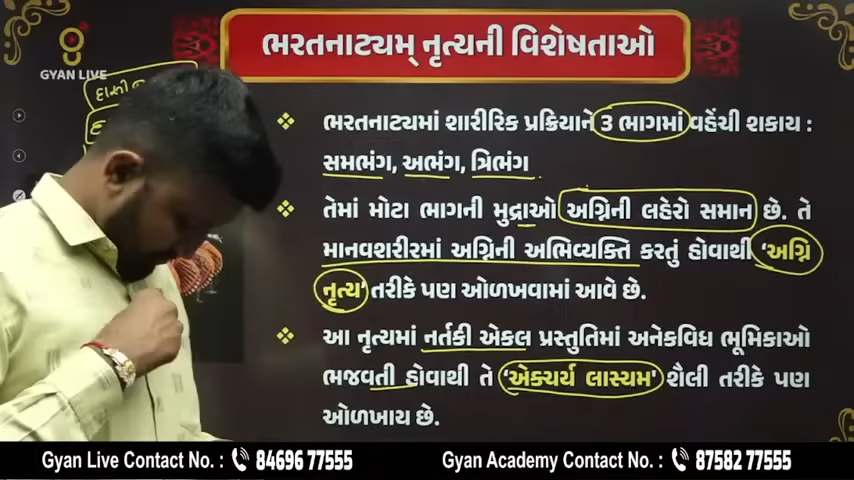 ભરતનાટ્યમ્ નૃત્યની વિશેષતાઓ
GYAN LIVE
ભરતનાટ્યમાં શારીરિક પ્રક્રિયાને 3 ભાગમાં વહેંચી શકાય :
સમભંગ, અભંગ, ત્રિભંગ
તેમાં મોટા ભાગની મુદ્રાઓ અગ્નિની લહેરો સમાન છે. તે
માનવશરીરમાં અગ્નિની અભિવ્યક્તિ કરતું હોવાથી ‘અગ્નિ
નૃત્ય’ તરીકે પણ ઓળખવામાં આવે છે.
આ નૃત્યમાં નર્તકી એકલ પ્રસ્તુતિમાં અનેકવિધ ભૂમિકાઓ
ભજવતી હોવાથી તે ‘એકચર્ય લાસ્યમ’ શૈલી તરીકે પણ
ઓળખાય છે.
Gyan Live Contact No. : 84696 77555
Gyan Academy Contact No. : 87582 77555